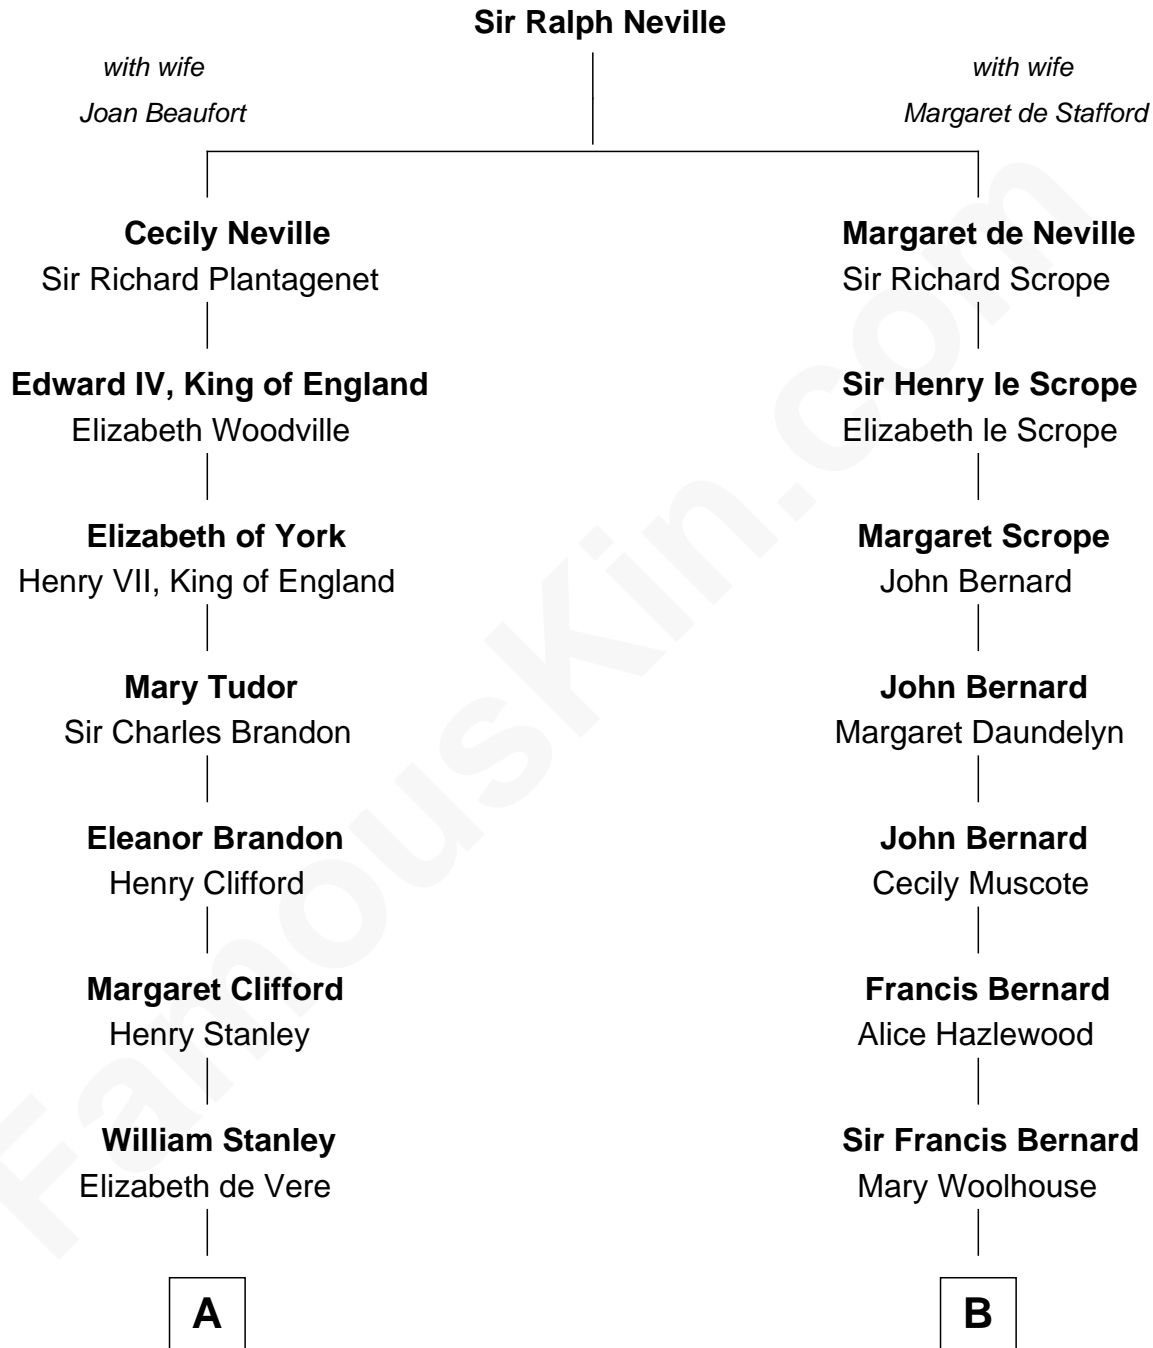 Sir Ralph Neville
with wife
Joan Beaufort
with wife
Margaret de Stafford
Cecily Neville
Sir Richard Plantagenet
Margaret de Neville
Sir Richard Scrope
Edward IV, King of England
Elizabeth Woodville
Sir Henry le Scrope
Elizabeth le Scrope
Elizabeth of York
Henry VII, King of England
Margaret Scrope
John Bernard
Mary Tudor
Sir Charles Brandon
John Bernard
Margaret Daundelyn
Eleanor Brandon
Henry Clifford
John Bernard
Cecily Muscote
Margaret Clifford
Henry Stanley
Francis Bernard
Alice Hazlewood
William Stanley
Elizabeth de Vere
Sir Francis Bernard
Mary Woolhouse
A
B
FamousKin.com